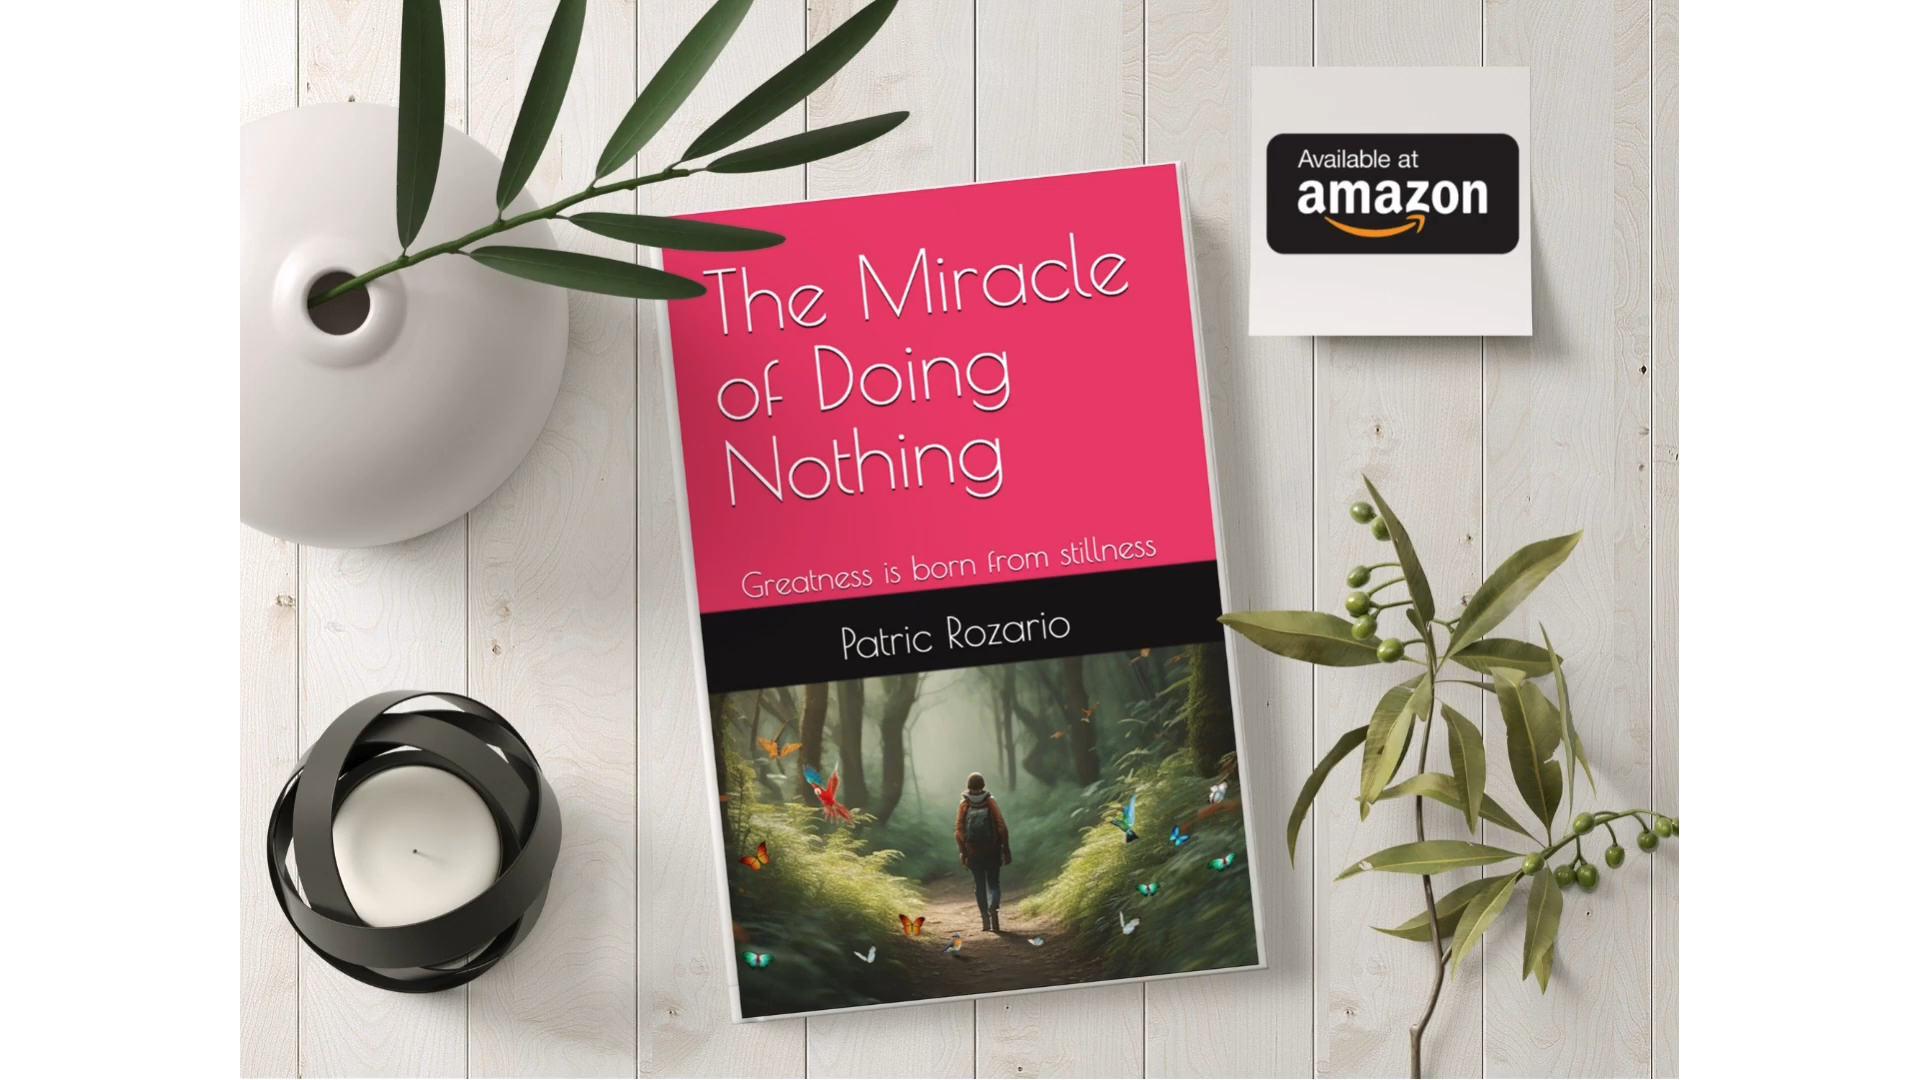 The Miracle
of Doing
Nothing
Greatness is born from stillness
Patric Rozario
Available at
amazon